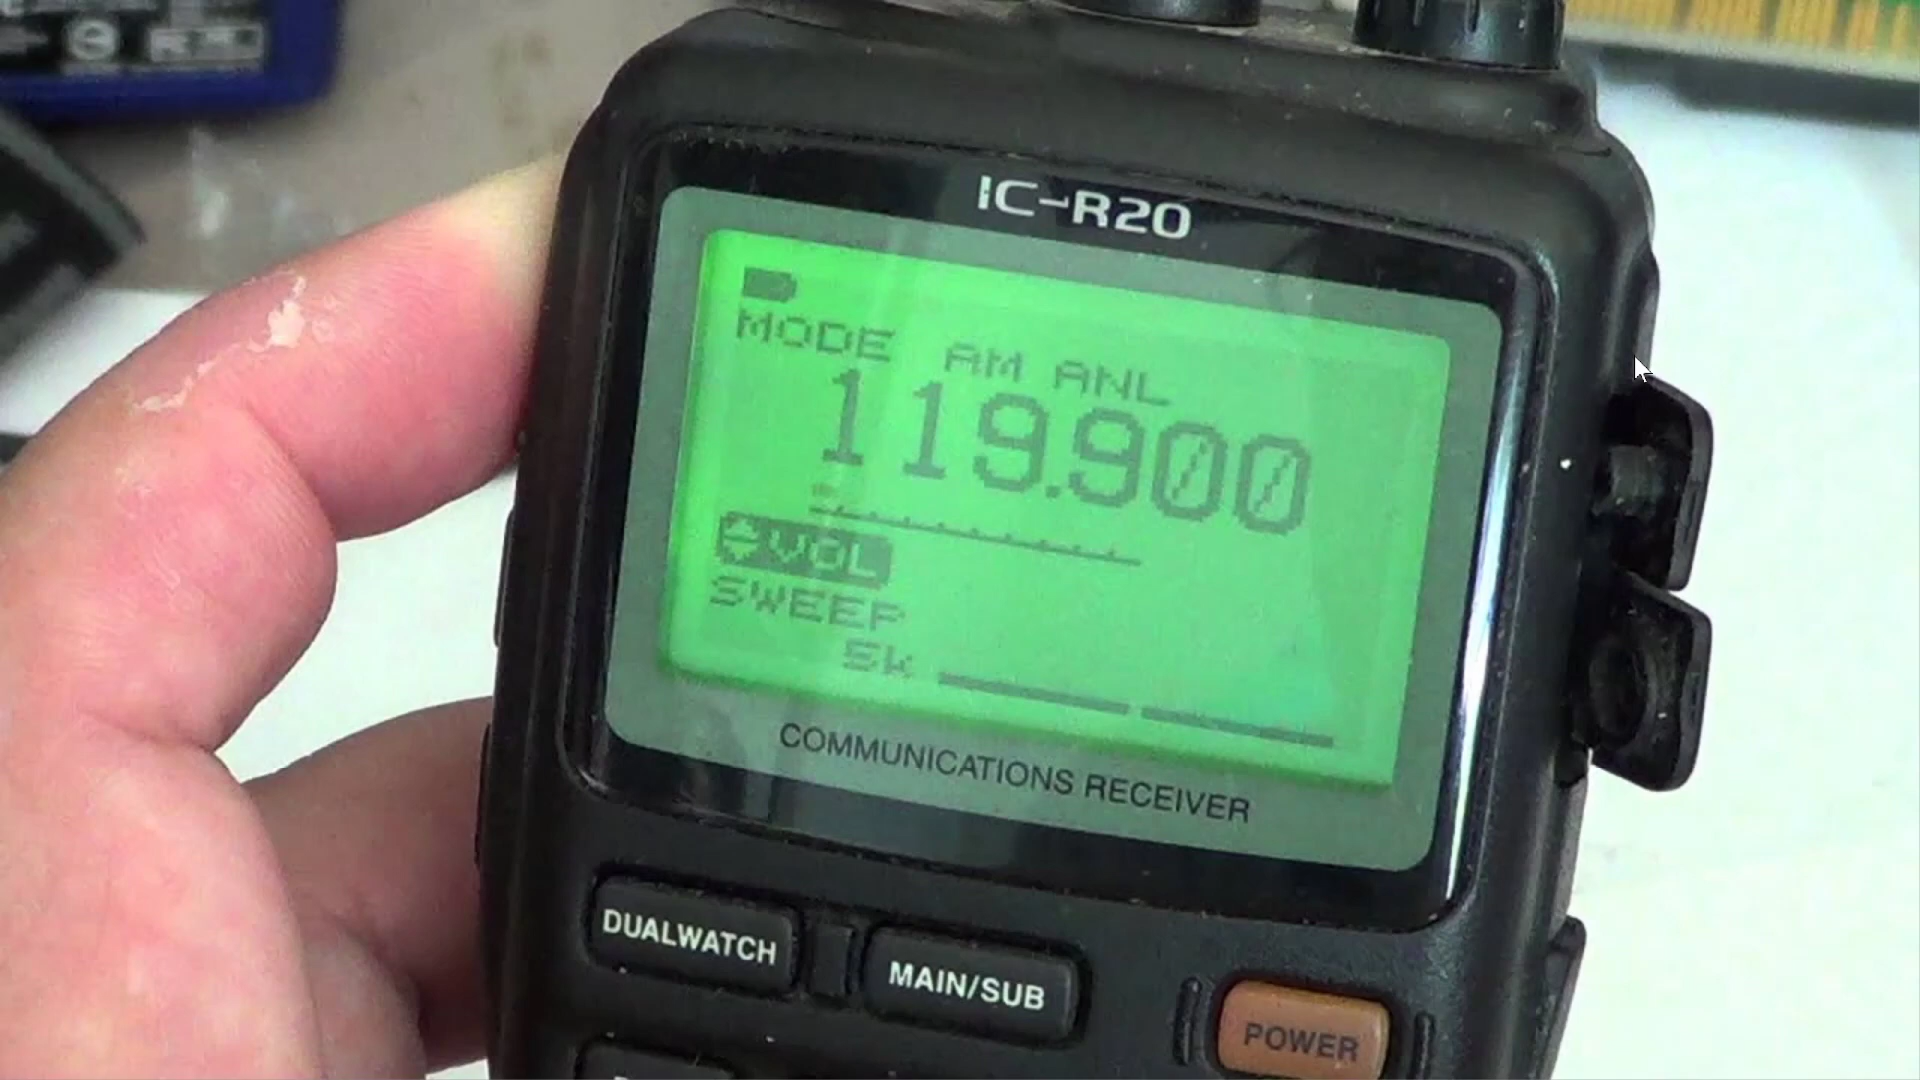 IC-R20
MODE AM ANL
119.900
VOL
SWEEP
5k
COMMUNICATIONS RECEIVER
DUALWATCH
MAIN/SUB
POWER